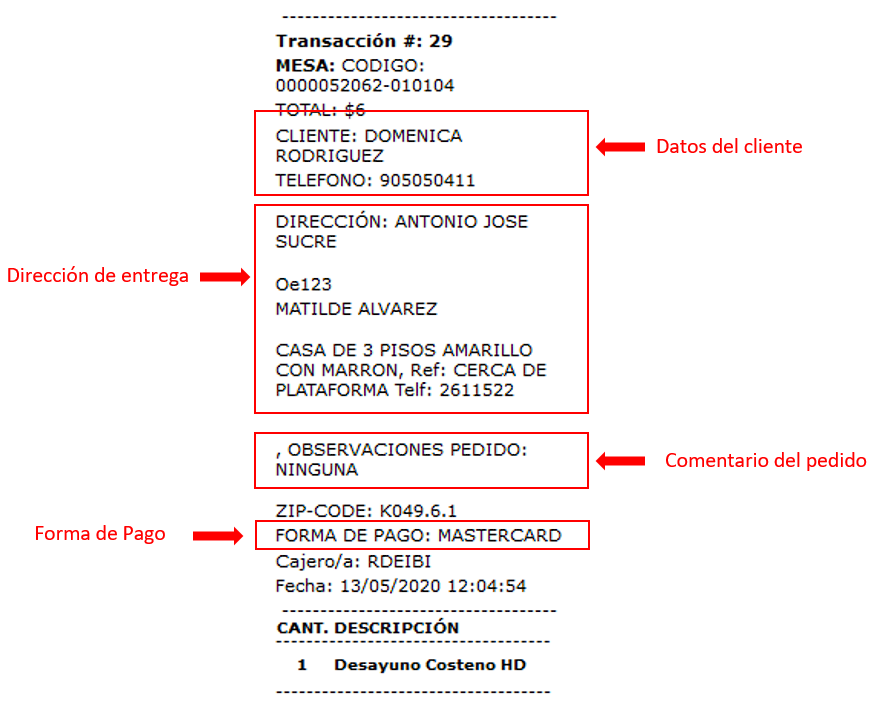 ------------------------------------
Transacción #: 29
MESA: CODIGO:
0000052062-010104
TOTAL: $6
CLIENTE: DOMENICA
RODRIGUEZ
Datos del cliente
TELEFONO: 905050411
DIRECCIÓN: ANTONIO JOSE
SUCRE
Dirección de entrega
Oe123
MATILDE ALVAREZ
CASA DE 3 PISOS AMARILLO
CON MARRON, Ref: CERCA DE
PLATAFORMA Telf: 2611522
, OBSERVACIONES PEDIDO:
NINGUNA
Comentario del pedido
ZIP-CODE: K049.6.1
Forma de Pago
FORMA DE PAGO: MASTERCARD
Cajero/a: RDEIBI
Fecha: 13/05/2020 12:04:54
------------------------------------
CANT. DESCRIPCIÓN
------------------------------------
1 Desayuno Costeno HD
------------------------------------